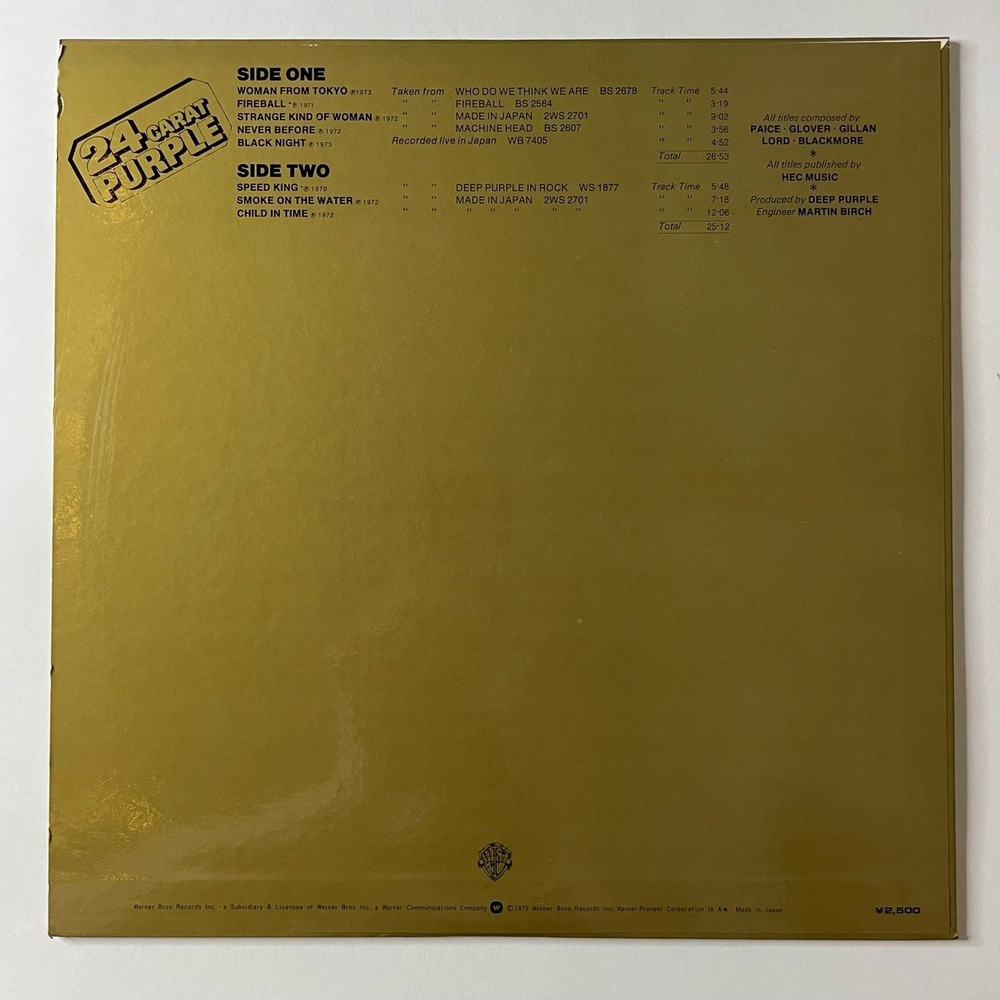 24 CARAT
PURPLE
SIDE ONE
WOMAN FROM TOKYO ℗1973 Taken from WHO DO WE THINK WE ARE BS 2678 Track Time 5·44
FIREBALL *℗ 1971 " " FIREBALL BS 2564 " " 3·19
STRANGE KIND OF WOMAN ℗ 1972 " " MADE IN JAPAN 2WS 2701 " " 9·02
NEVER BEFORE ℗ 1972 " " MACHINE HEAD BS 2607 " " 3·56
BLACK NIGHT ℗ 1973 Recorded live in Japan WB 7405 " " 4·52
Total 26·53
SIDE TWO
SPEED KING *℗ 1970 " " DEEP PURPLE IN ROCK WS 1877 Track Time 5·48
SMOKE ON THE WATER ℗ 1972 " " MADE IN JAPAN 2WS 2701 " " 7·18
CHILD IN TIME ℗ 1972 " " " " " " " " " 12·06
Total 25·12
All titles composed by
PAICE · GLOVER · GILLAN
LORD · BLACKMORE
*
All titles published by
HEC MUSIC
*
Produced by DEEP PURPLE
Engineer MARTIN BIRCH
Warner Bros. Records Inc. - a Subsidiary & Licensee of Warner Bros. Inc., a Warner Communications Company ©1975 Warner Bros. Records Inc. Warner-Pioneer Corporation Made in Japan
¥2,500